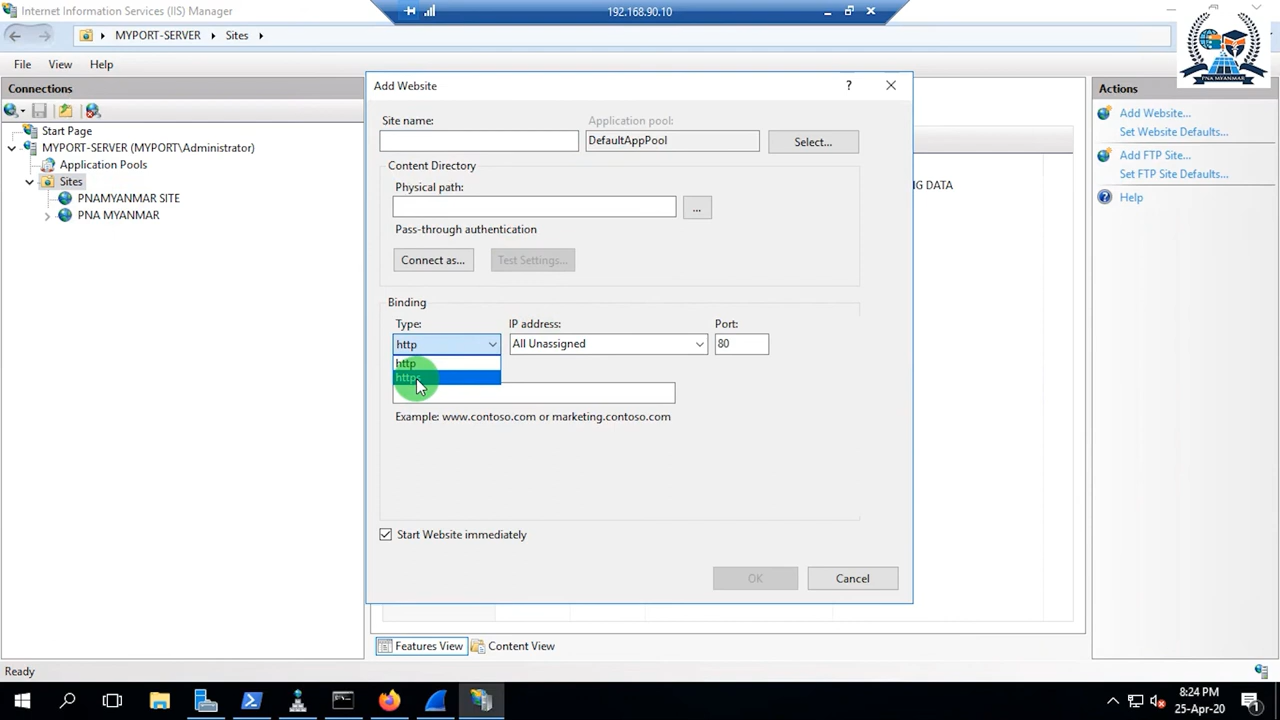 Internet Information Services (IIS) Manager
192.168.90.10
MYPORT-SERVER
Sites
File View Help
PNA MYANMAR
Connections
Start Page
MYPORT-SERVER (MYPORT\Administrator)
Application Pools
Sites
PNAMYANMAR SITE
PNA MYANMAR
Add Website
Site name:
Application pool:
DefaultAppPool
Select...
Content Directory
Physical path:
...
Pass-through authentication
Connect as...
Test Settings...
Binding
Type:
IP address:
Port:
http
All Unassigned
80
http
https
Example: www.contoso.com or marketing.contoso.com
Start Website immediately
OK
Cancel
NG DATA
Features View
Content View
Actions
Add Website...
Set Website Defaults...
Add FTP Site...
Set FTP Site Defaults...
Help
Ready
8:24 PM
25-Apr-20
1